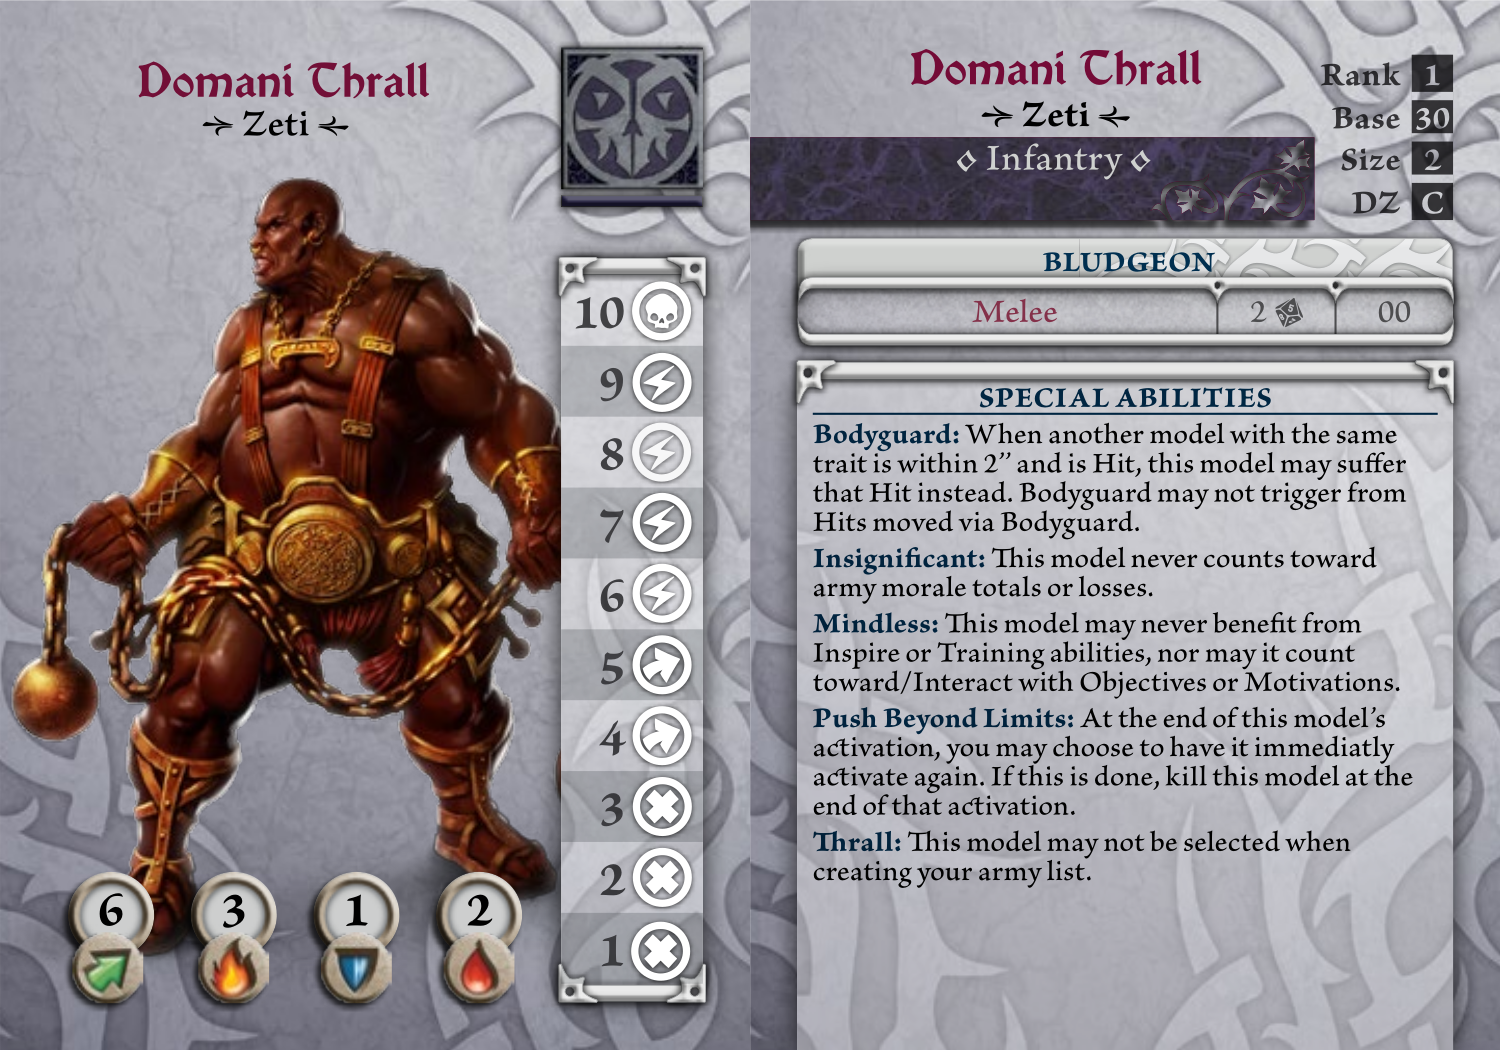 Domani Thrall
Zeti
10
9
8
7
6
5
4
3
2
1
6
3
1
2
Domani Thrall
Zeti
Infantry
Rank 1
Base 30
Size 2
DZ C
BLUDGEON
Melee 2 00
SPECIAL ABILITIES
Bodyguard: When another model with the same
trait is within 2” and is Hit, this model may suffer
that Hit instead. Bodyguard may not trigger from
Hits moved via Bodyguard.
Insignificant: This model never counts toward
army morale totals or losses.
Mindless: This model may never benefit from
Inspire or Training abilities, nor may it count
toward/Interact with Objectives or Motivations.
Push Beyond Limits: At the end of this model’s
activation, you may choose to have it immediatly
activate again. If this is done, kill this model at the
end of that activation.
Thrall: This model may not be selected when
creating your army list.